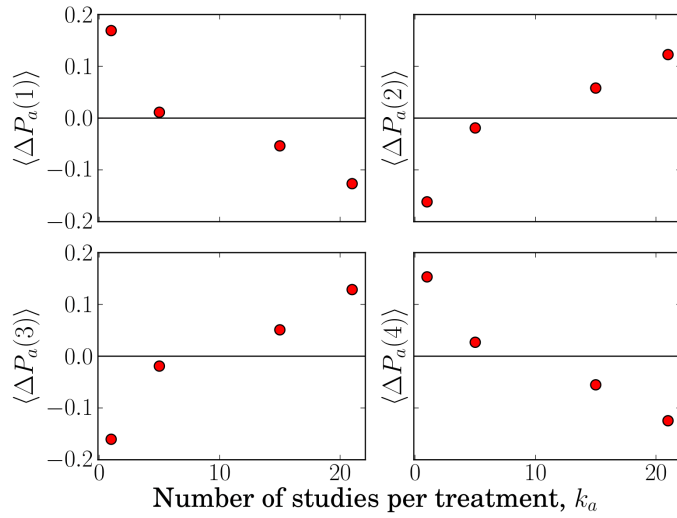 0.2
0.1
0.0
−0.1
−0.2
⟨ΔP_a(1)⟩
⟨ΔP_a(2)⟩
0.2
0.1
0.0
−0.1
−0.2
⟨ΔP_a(3)⟩
⟨ΔP_a(4)⟩
0 10 20 0 10 20
Number of studies per treatment, k_a